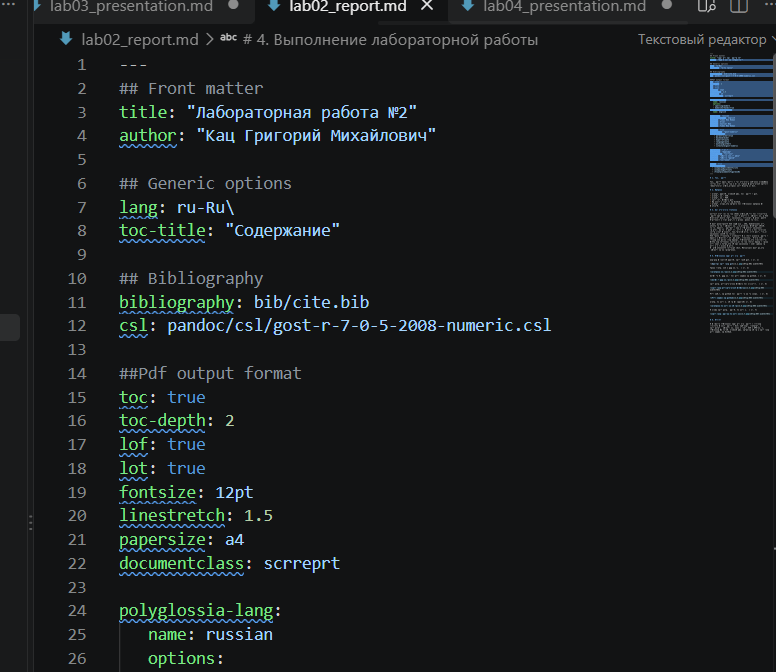 lab03_presentation.md
lab02_report.md
lab04_presentation.md
lab02_report.md > abc # 4. Выполнение лабораторной работы
Текстовый редактор
1 ---
2 ## Front matter
3 title: "Лабораторная работа №2"
4 author: "Кац Григорий Михайлович"
5
6 ## Generic options
7 lang: ru-Ru\
8 toc-title: "Содержание"
9
10 ## Bibliography
11 bibliography: bib/cite.bib
12 csl: pandoc/csl/gost-r-7-0-5-2008-numeric.csl
13
14 ##Pdf output format
15 toc: true
16 toc-depth: 2
17 lof: true
18 lot: true
19 fontsize: 12pt
20 linestretch: 1.5
21 papersize: a4
22 documentclass: scrreprt
23
24 polyglossia-lang:
25 name: russian
26 options: